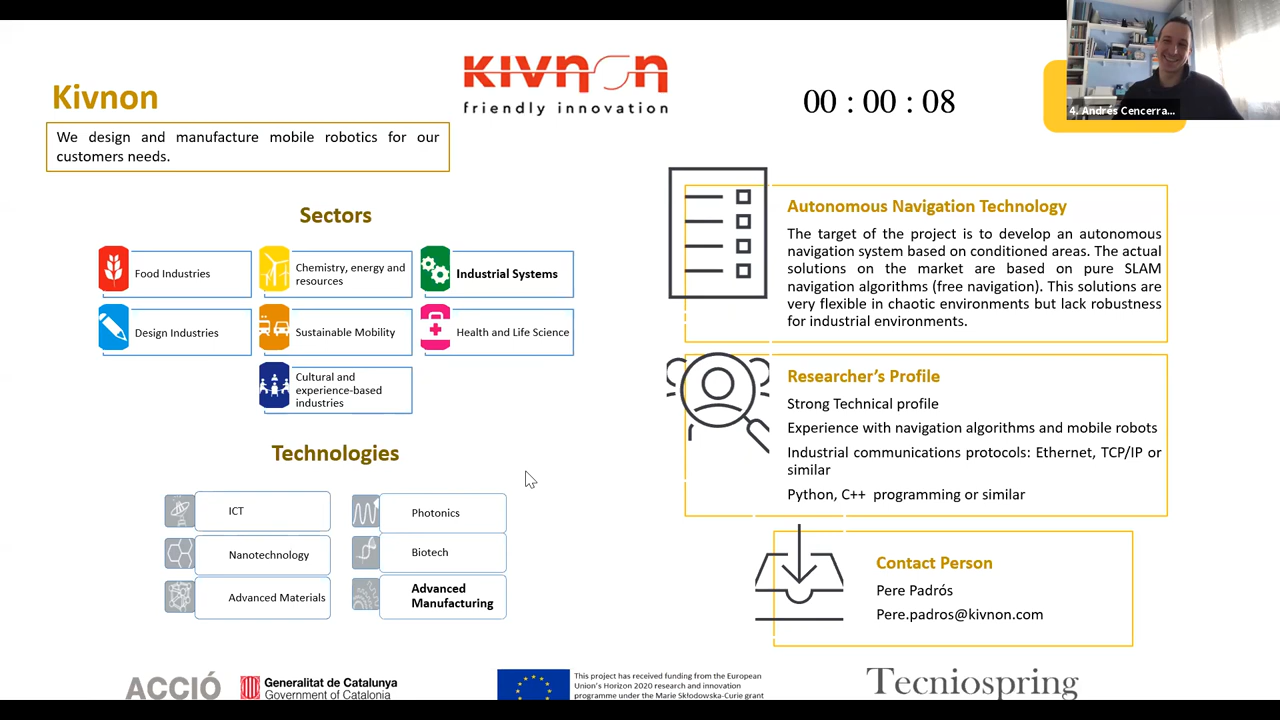 Kivnon
KIVNON
friendly innovation
00 : 00 : 08
4. Andrés Cencerra...
We design and manufacture mobile robotics for our
customers needs.
Sectors
Food Industries
Chemistry, energy and
resources
Industrial Systems
Design Industries
Sustainable Mobility
Health and Life Science
Cultural and
experience-based
industries
Technologies
ICT
Photonics
Nanotechnology
Biotech
Advanced Materials
Advanced
Manufacturing
Autonomous Navigation Technology
The target of the project is to develop an autonomous
navigation system based on conditioned areas. The actual
solutions on the market are based on pure SLAM
navigation algorithms (free navigation). This solutions are
very flexible in chaotic environments but lack robustness
for industrial environments.
Researcher's Profile
Strong Technical profile
Experience with navigation algorithms and mobile robots
Industrial communications protocols: Ethernet, TCP/IP or
similar
Python, C++ programming or similar
Contact Person
Pere Padrós
Pere.padros@kivnon.com
ACCIÓ
Generalitat de Catalunya
Government of Catalonia
This project has received funding from the European
Union's Horizon 2020 research and innovation
programme under the Marie Skłodowska-Curie grant
Tecniospring